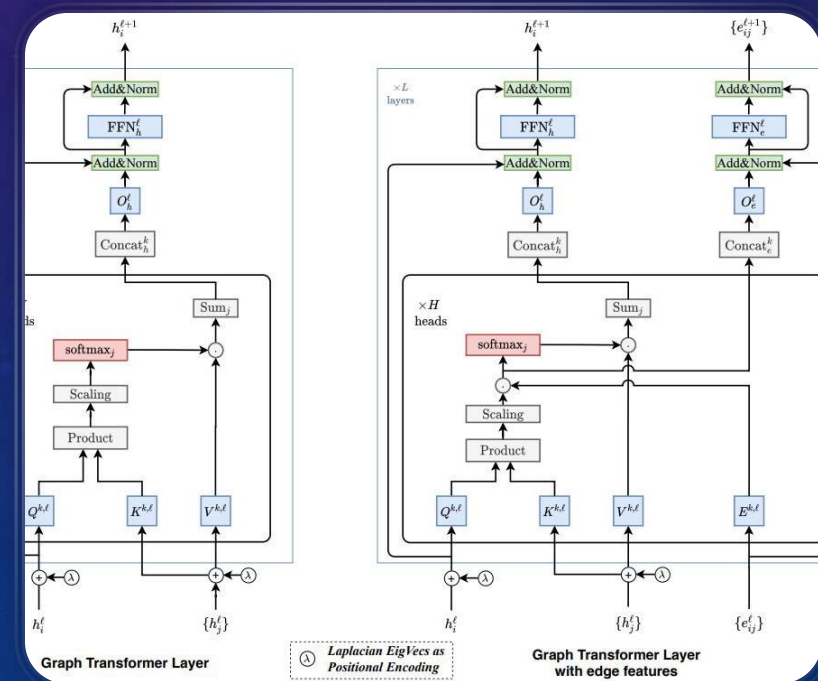 h_i^{ℓ+1}
Add&Norm
FFN_h^ℓ
Add&Norm
O_h^ℓ
Concat_h^k
Sum_j
ds
softmax_j
Scaling
Product
Q^{k,ℓ} K^{k,ℓ} V^{k,ℓ}
+ λ + λ
h_i^ℓ {h_j^ℓ}
Graph Transformer Layer
λ Laplacian EigVecs as
Positional Encoding
h_i^{ℓ+1} {e_{ij}^{ℓ+1}}
×L
layers
Add&Norm Add&Norm
FFN_h^ℓ FFN_e^ℓ
Add&Norm Add&Norm
O_h^ℓ O_e^ℓ
Concat_h^k Concat_e^k
×H
heads
Sum_j
softmax_j
Scaling
Product
Q^{k,ℓ} K^{k,ℓ} V^{k,ℓ} E^{k,ℓ}
+ λ + λ
h_i^ℓ {h_j^ℓ} {e_{ij}^ℓ}
Graph Transformer Layer
with edge features